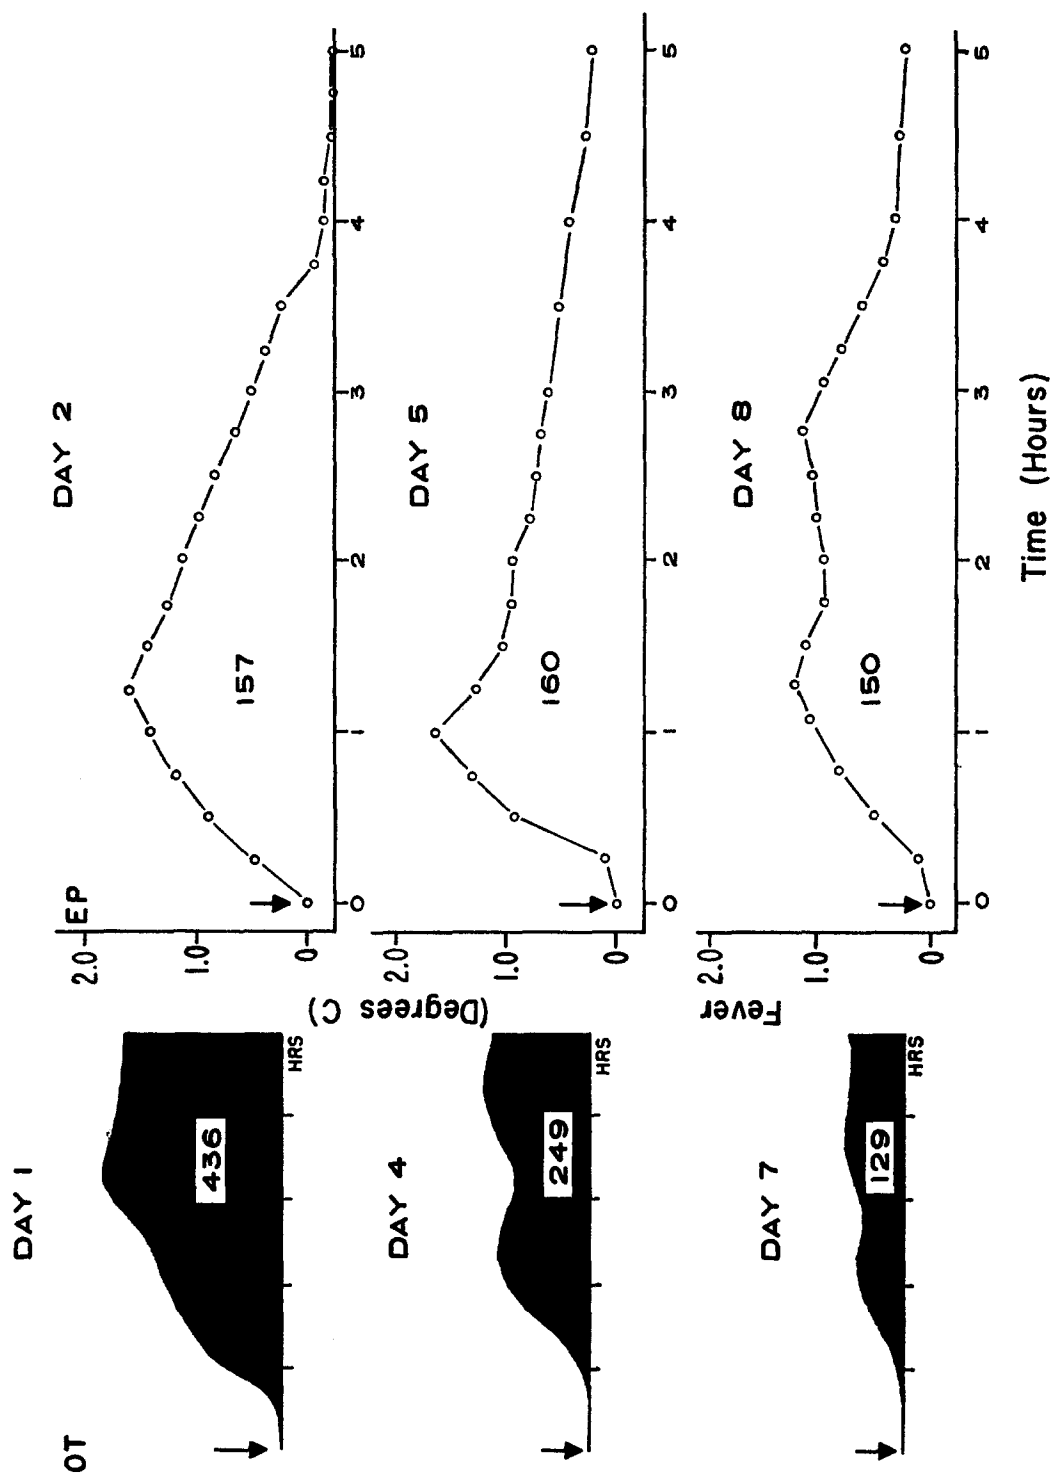 DAY 1
DAY 2
OT
EP
2.0
1.0
0
436
157
HRS
0 1 2 3 4 5
Fever (Degrees C)
DAY 4
DAY 5
2.0
1.0
0
249
160
HRS
0 1 2 3 4 5
DAY 7
DAY 8
2.0
1.0
0
129
150
HRS
0 1 2 3 4 5
Time (Hours)